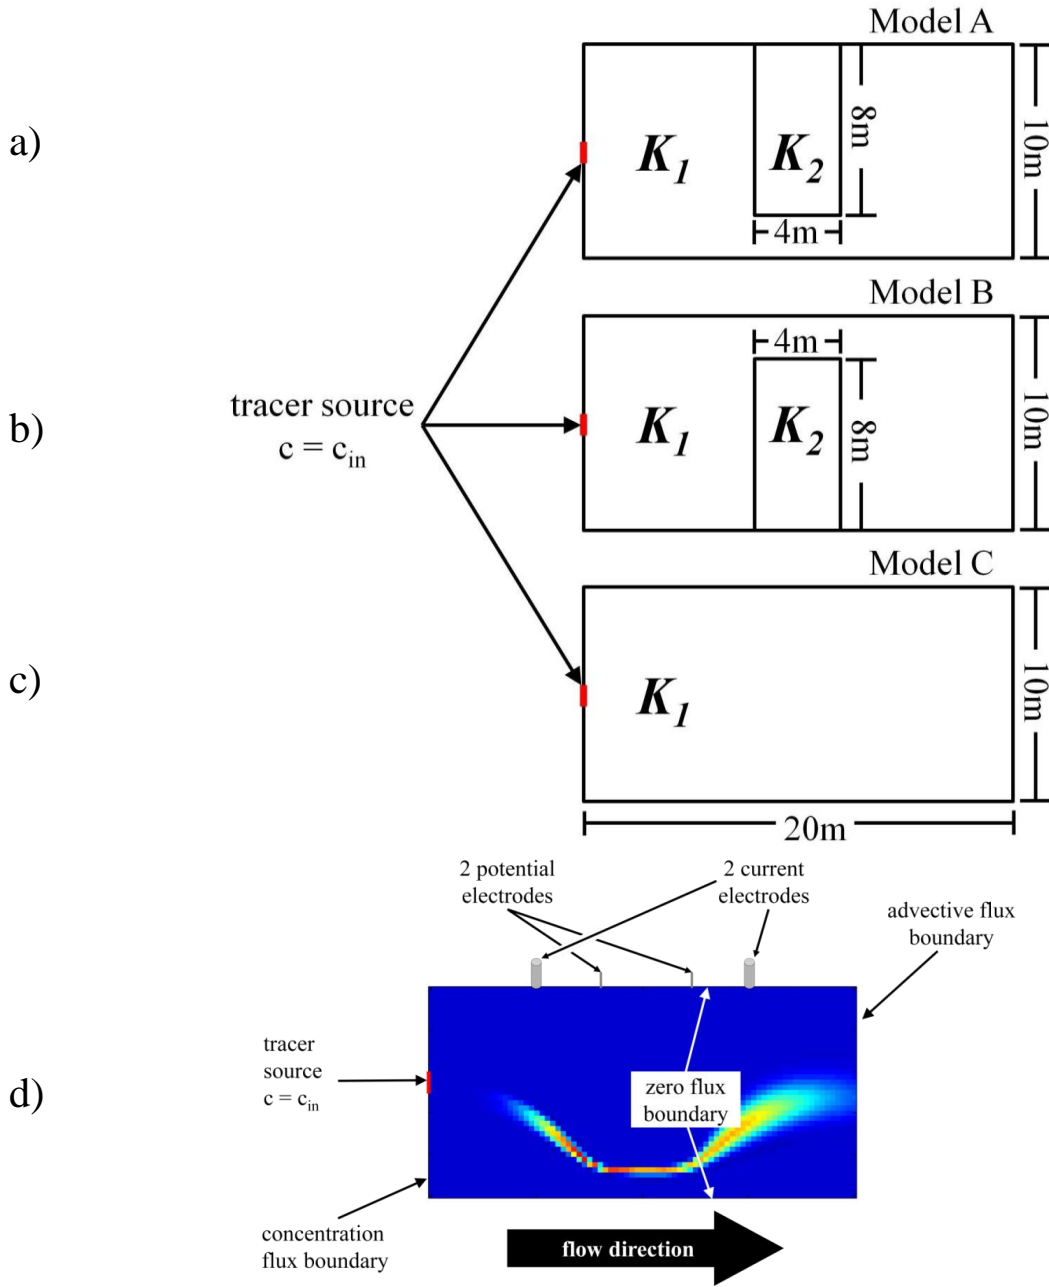 Model A
a)
K1
K2
8m
10m
4m
Model B
4m
tracer source
c = cin
b)
K1
K2
8m
10m
Model C
c)
K1
10m
20m
2 potential
electrodes
2 current
electrodes
advective flux
boundary
tracer
source
c = cin
d)
zero flux
boundary
concentration
flux boundary
flow direction